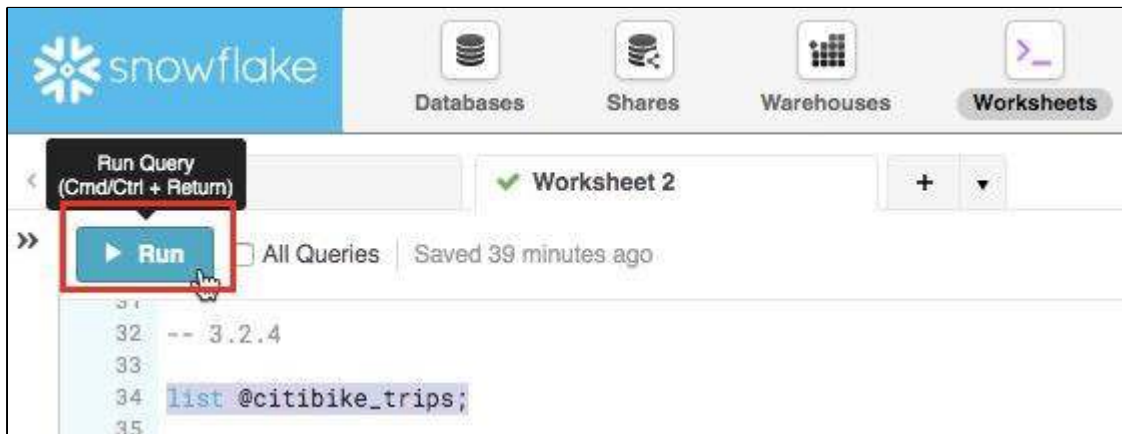 snowflake
Databases Shares Warehouses Worksheets
Run Query
(Cmd/Ctrl + Return)
Worksheet 2
Run All Queries Saved 39 minutes ago
31
32 -- 3.2.4
33
34 list @citibike_trips;
35